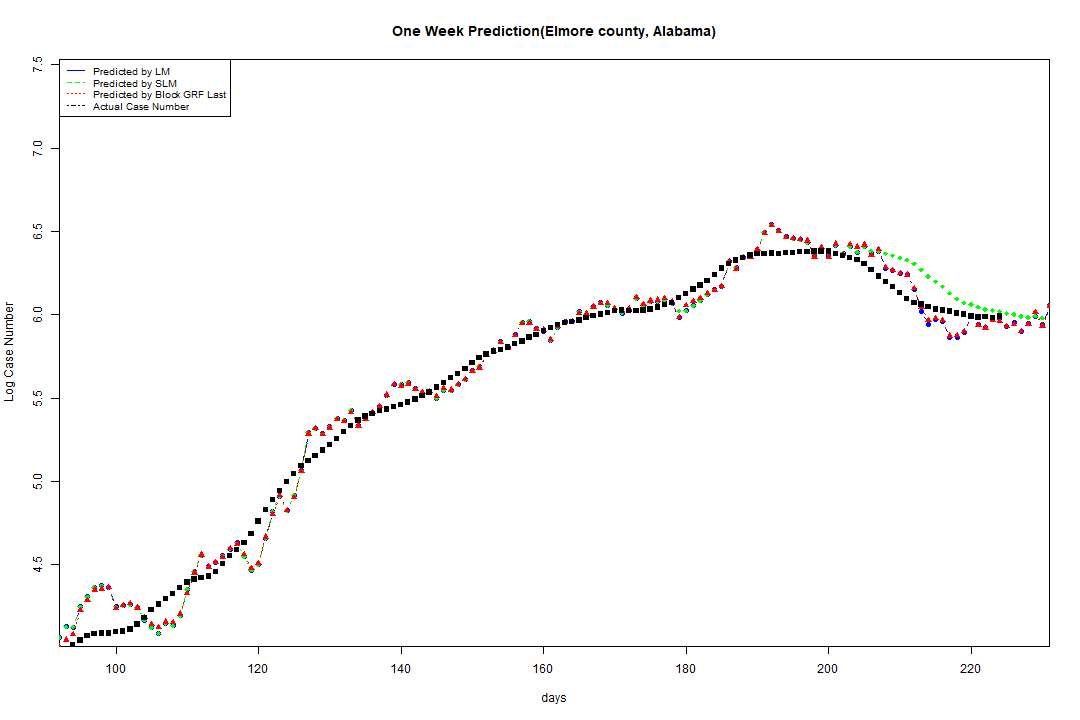 One Week Prediction(Elmore county, Alabama)
Predicted by LM
Predicted by SLM
Predicted by Block GRF Last
Actual Case Number
Log Case Number
7.5
7.0
6.5
6.0
5.5
5.0
4.5
100 120 140 160 180 200 220
days